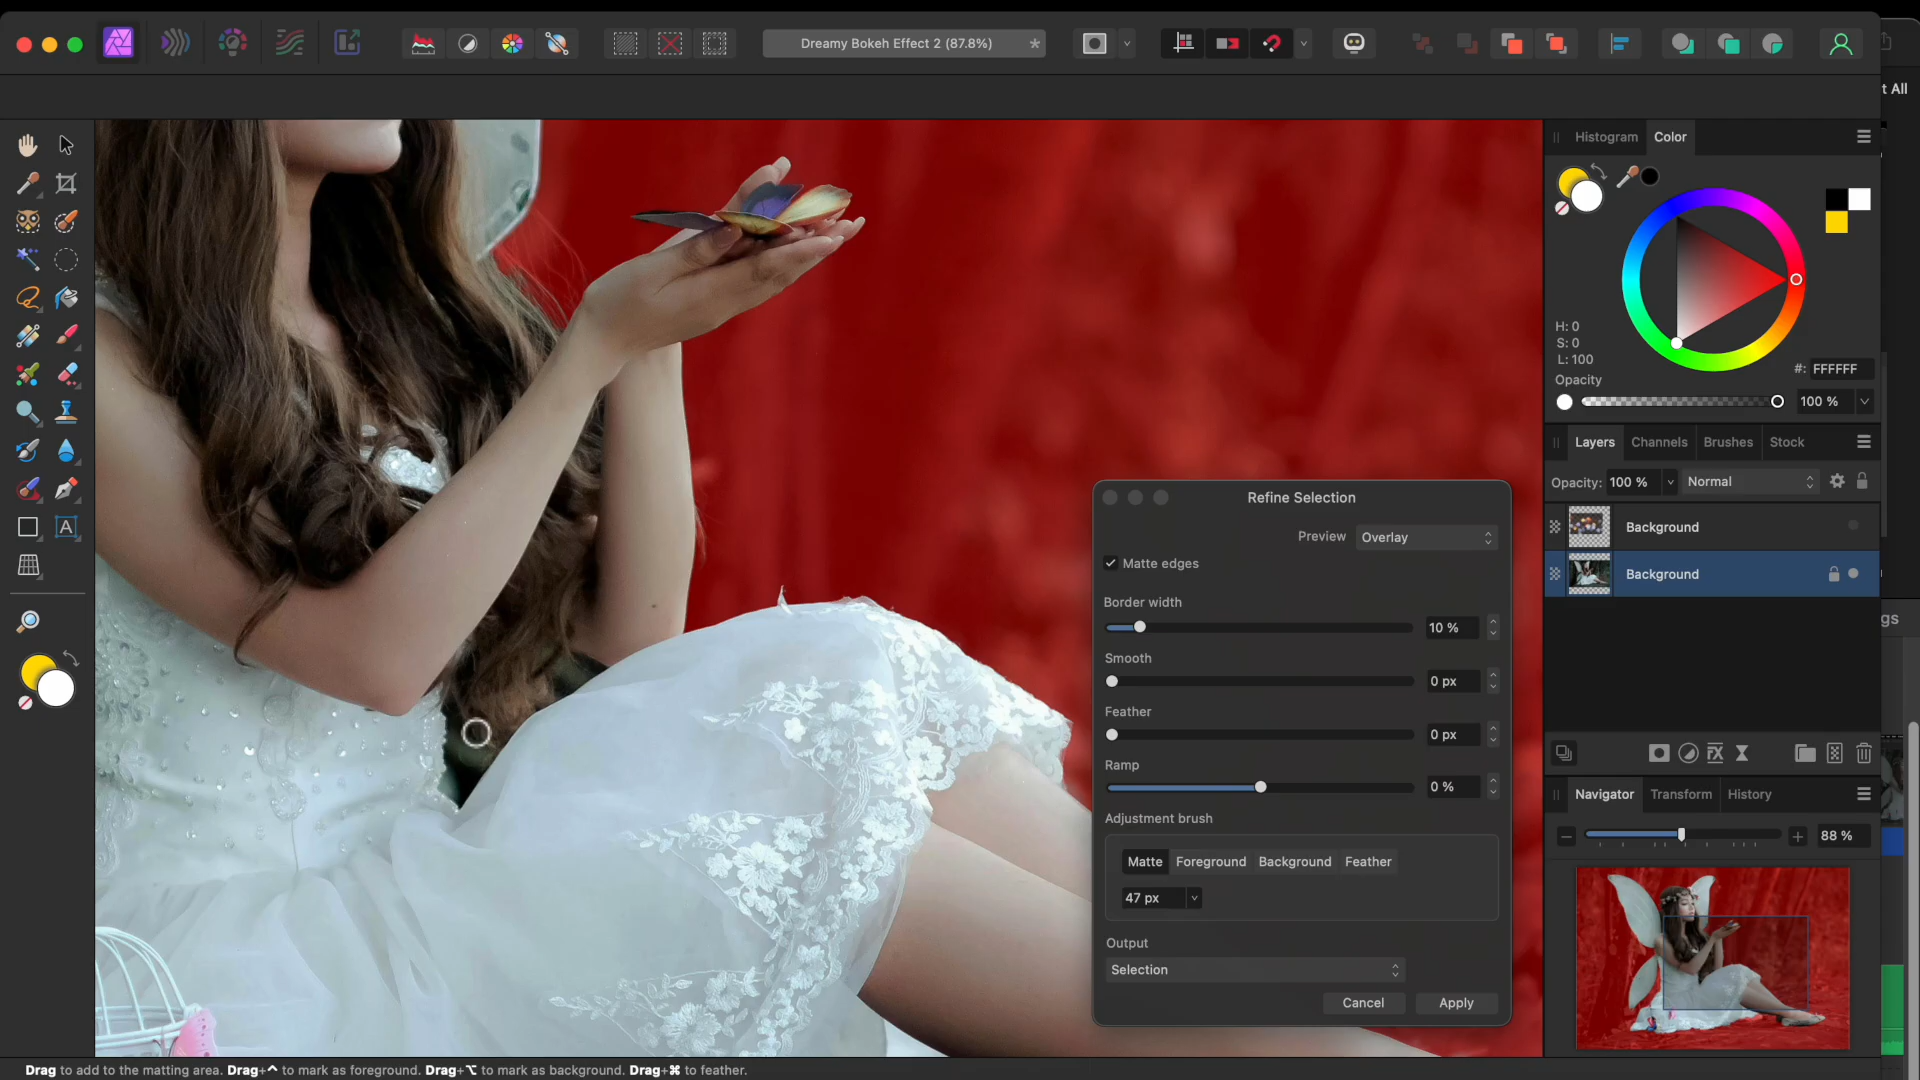 Dreamy Bokeh Effect 2 (87.8%)
*
t All
Histogram
Color
H: 0
S: 0
L: 100
#: FFFFFF
Opacity
100 %
Layers
Channels
Brushes
Stock
Opacity: 100 %
Normal
Background
Background
gs
Refine Selection
Preview
Overlay
Matte edges
Border width
10 %
Smooth
0 px
Feather
0 px
Ramp
0 %
Adjustment brush
Matte
Foreground
Background
Feather
47 px
Output
Selection
Cancel
Apply
Navigator
Transform
History
88 %
Drag to add to the matting area. Drag+⌃ to mark as foreground. Drag+⌥ to mark as background. Drag+⌘ to feather.